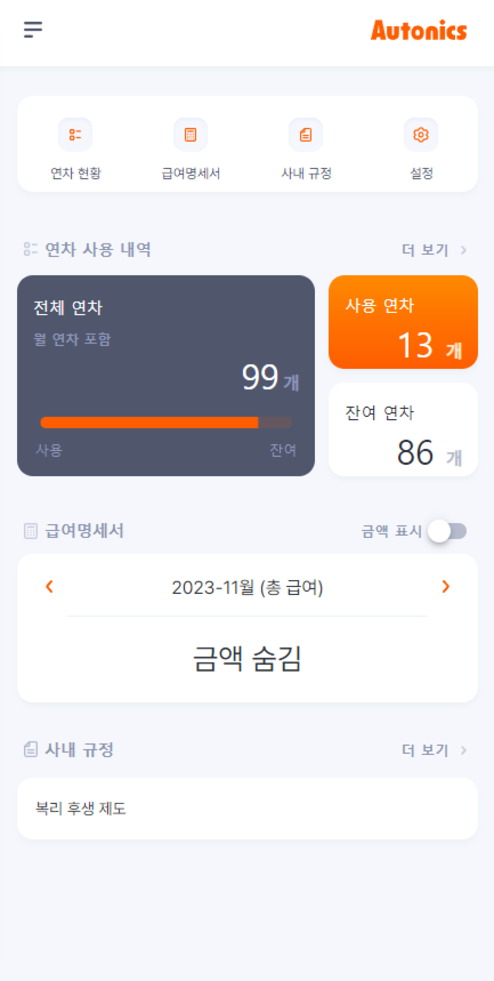 Autonics
연차 현황
급여명세서
사내 규정
설정
연차 사용 내역
더 보기
전체 연차
월 연차 포함
99 개
사용
잔여
사용 연차
13 개
잔여 연차
86 개
급여명세서
금액 표시
2023-11월 (총 급여)
금액 숨김
사내 규정
더 보기
복리 후생 제도